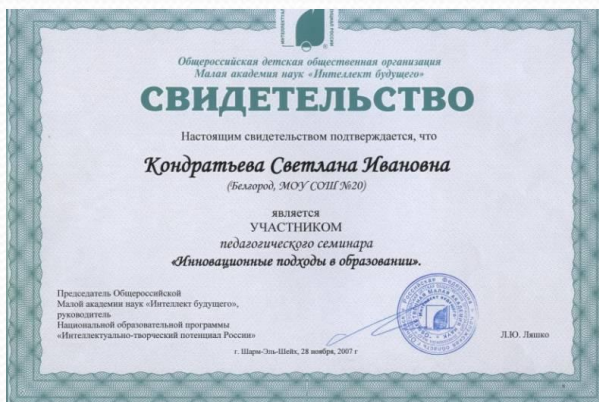 Общероссийская детская общественная организация
Малая академия наук «Интеллект будущего»
СВИДЕТЕЛЬСТВО
Настоящим свидетельством подтверждается, что
Кондратьева Светлана Ивановна
(Белгород, МОУ СОШ №20)
является
УЧАСТНИКОМ
педагогического семинара
«Инновационные подходы в образовании».
Председатель Общероссийской
Малой академии наук «Интеллект будущего»,
руководитель
Национальной образовательной программы
«Интеллектуально-творческий потенциал России»
Л.Ю. Ляшко
г. Шарм-Эль-Шейх, 28 ноября, 2007 г